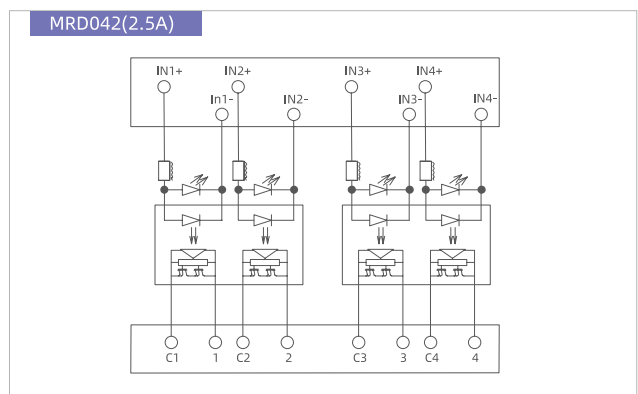 MRD042(2.5A)
IN1+ IN2+ IN3+ IN4+
In1- IN2- IN3- IN4-
C1 1 C2 2 C3 3 C4 4